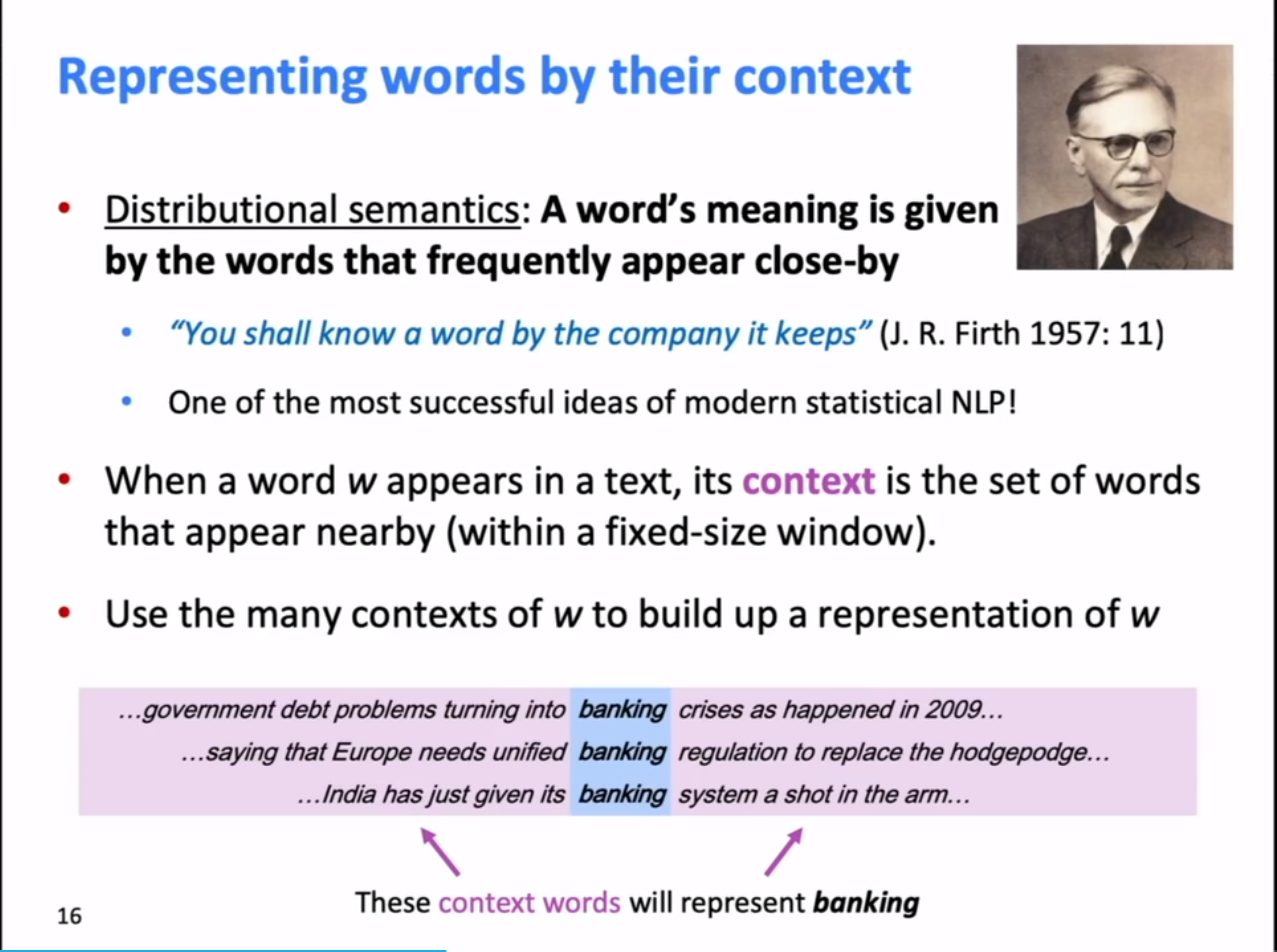 Representing words by their context
• Distributional semantics: A word’s meaning is given
by the words that frequently appear close-by
• “You shall know a word by the company it keeps” (J. R. Firth 1957: 11)
• One of the most successful ideas of modern statistical NLP!
• When a word w appears in a text, its context is the set of words
that appear nearby (within a fixed-size window).
• Use the many contexts of w to build up a representation of w
…government debt problems turning into banking crises as happened in 2009…
…saying that Europe needs unified banking regulation to replace the hodgepodge…
…India has just given its banking system a shot in the arm…
These context words will represent banking
16